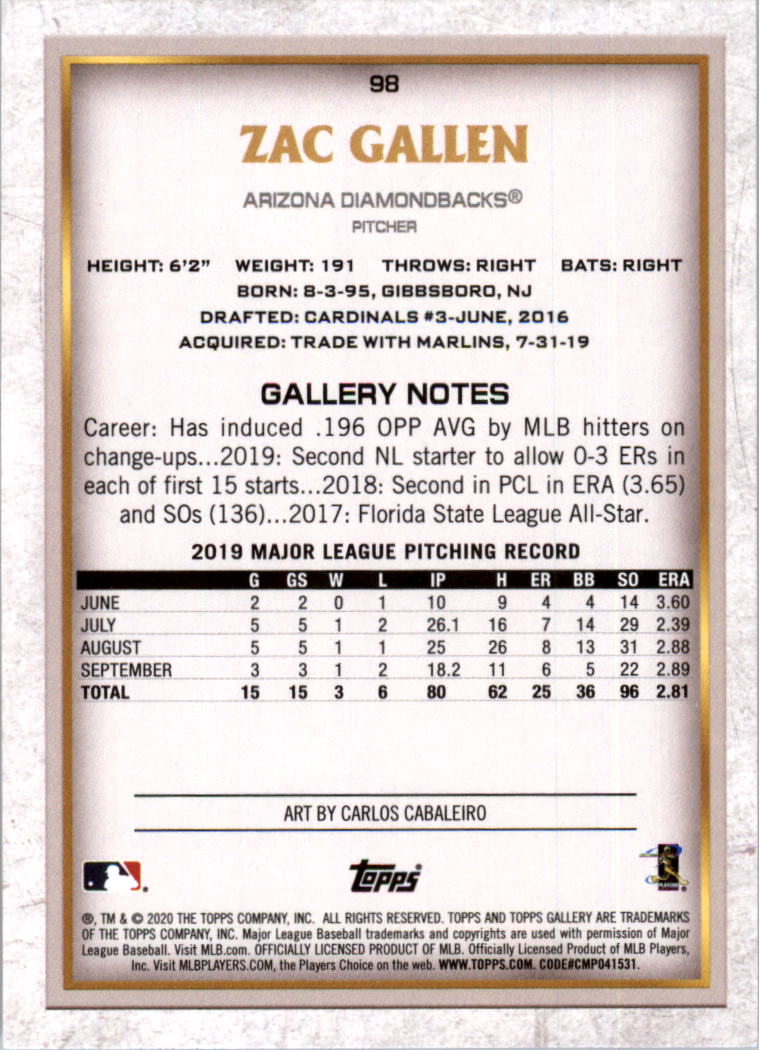 98
ZAC GALLEN
ARIZONA DIAMONDBACKS®
PITCHER
HEIGHT: 6'2" WEIGHT: 191 THROWS: RIGHT BATS: RIGHT
BORN: 8-3-95, GIBBSBORO, NJ
DRAFTED: CARDINALS #3-JUNE, 2016
ACQUIRED: TRADE WITH MARLINS, 7-31-19
GALLERY NOTES
Career: Has induced .196 OPP AVG by MLB hitters on
change-ups...2019: Second NL starter to allow 0-3 ERs in
each of first 15 starts...2018: Second in PCL in ERA (3.65)
and SOs (136)...2017: Florida State League All-Star.
2019 MAJOR LEAGUE PITCHING RECORD
G GS W L IP H ER BB SO ERA
JUNE 2 2 0 1 10 9 4 4 14 3.60
JULY 5 5 1 2 26.1 16 7 14 29 2.39
AUGUST 5 5 1 1 25 26 8 13 31 2.88
SEPTEMBER 3 3 1 2 18.2 11 6 5 22 2.89
TOTAL 15 15 3 6 80 62 25 36 96 2.81
ART BY CARLOS CABALEIRO
topps
PLAYERS
®, TM & © 2020 THE TOPPS COMPANY, INC. ALL RIGHTS RESERVED. TOPPS AND TOPPS GALLERY ARE TRADEMARKS
OF THE TOPPS COMPANY, INC. Major League Baseball trademarks and copyrights are used with permission of Major
League Baseball. Visit MLB.com. OFFICIALLY LICENSED PRODUCT OF MLB. Officially Licensed Product of MLB Players,
Inc. Visit MLBPLAYERS.COM, the Players Choice on the web. WWW.TOPPS.COM. CODE#CMP041531.